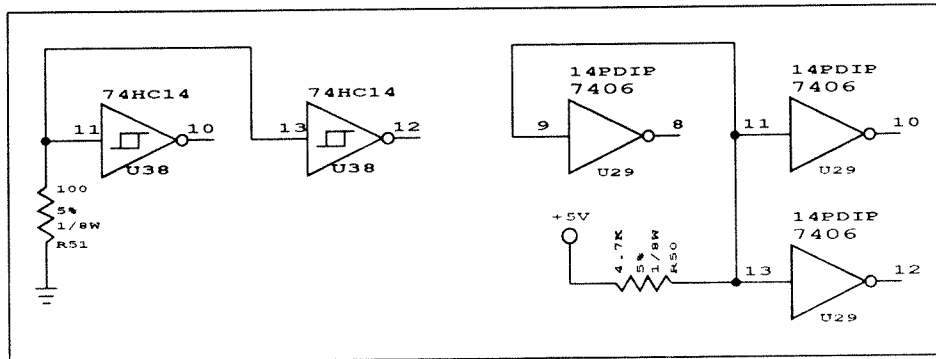 74HC14
11
10
U38
100
5%
1/8W
R51
74HC14
13
12
U38
14PDIP
7406
9
8
U29
+5V
4.7K
5%
1/8W
R50
14PDIP
7406
11
10
U29
14PDIP
7406
13
12
U29